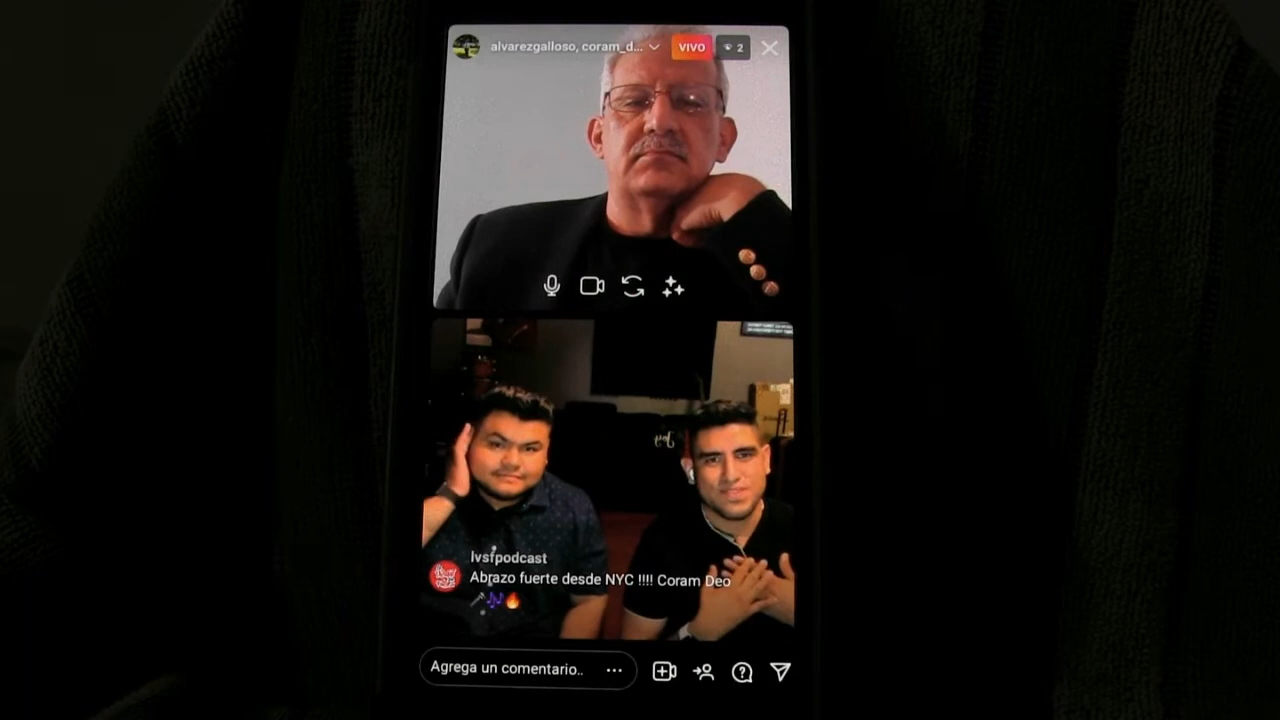 alvarezgalloso, coram_d...
VIVO
2
lvsfpodcast
Abrazo fuerte desde NYC !!!! Coram Deo
🎤🎶🔥
Agrega un comentario..